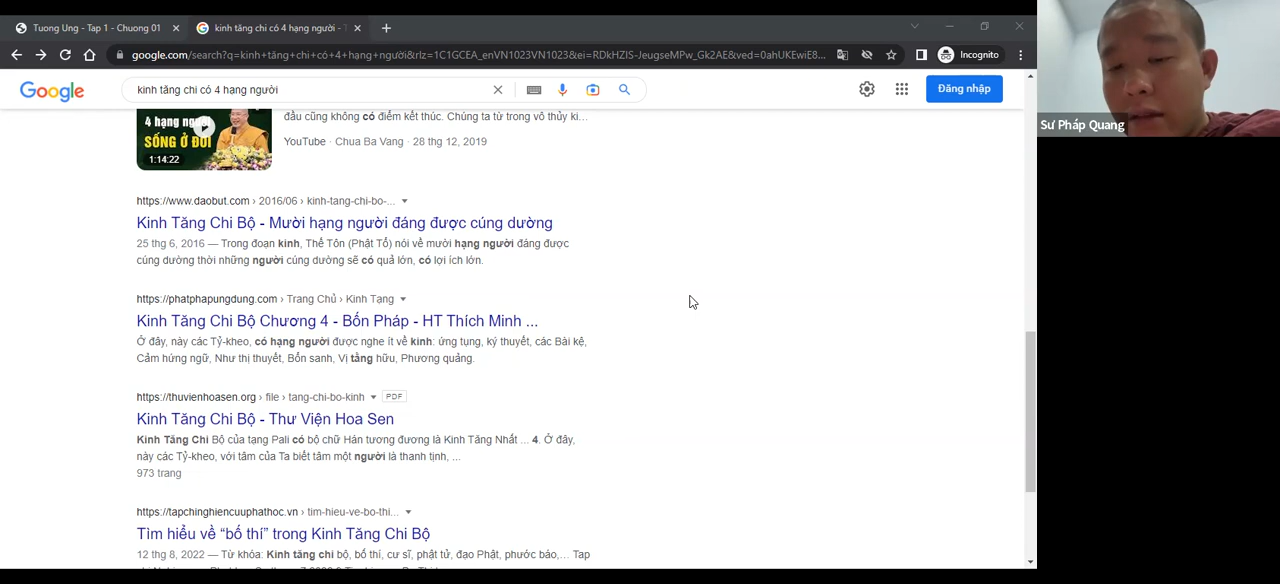 Tuong Ung - Tap 1 - Chuong 01
kinh tăng chi có 4 hạng người - T
google.com/search?q=kinh+tăng+chi+có+4+hạng+người&rlz=1C1GCEA_enVN1023VN1023&ei=RDkHZIS-JeugseMPw_Gk2AE&ved=0ahUKEwiE8...
Incognito
Google
kinh tăng chi có 4 hạng người
Đăng nhập
Sư Pháp Quang
4 hạng người
SỐNG Ở ĐỜI
1:14:22
đầu cũng không có điểm kết thúc. Chúng ta từ trong vô thủy ki...
YouTube · Chua Ba Vang · 28 thg 12, 2019
https://www.daobut.com › 2016/06 › kinh-tang-chi-bo-...
Kinh Tăng Chi Bộ - Mười hạng người đáng được cúng dường
25 thg 6, 2016 — Trong đoạn kinh, Thế Tôn (Phật Tổ) nói về mười hạng người đáng được
cúng dường thời những người cúng dường sẽ có quả lớn, có lợi ích lớn.
https://phatphapungdung.com › Trang Chủ › Kinh Tạng
Kinh Tăng Chi Bộ Chương 4 - Bốn Pháp - HT Thích Minh ...
Ở đây, này các Tỷ-kheo, có hạng người được nghe ít về kinh: ứng tụng, ký thuyết, các Bài kệ,
Cảm hứng ngữ, Như thị thuyết, Bổn sanh, Vị tằng hữu, Phương quảng.
https://thuvienhoasen.org › file › tang-chi-bo-kinh
PDF
Kinh Tăng Chi Bộ - Thư Viện Hoa Sen
Kinh Tăng Chi Bộ của tạng Pali có bộ chữ Hán tương đương là Kinh Tăng Nhất ... 4. Ở đây,
này các Tỷ-kheo, với tâm của Ta biết tâm một người là thanh tịnh, ...
973 trang
https://tapchinghiencuuphathoc.vn › tim-hieu-ve-bo-thi...
Tìm hiểu về “bố thí” trong Kinh Tăng Chi Bộ
12 thg 8, 2022 — Từ khóa: Kinh tăng chi bộ, bố thí, cư sĩ, phật tử, đạo Phật, phước báo,... Tạp